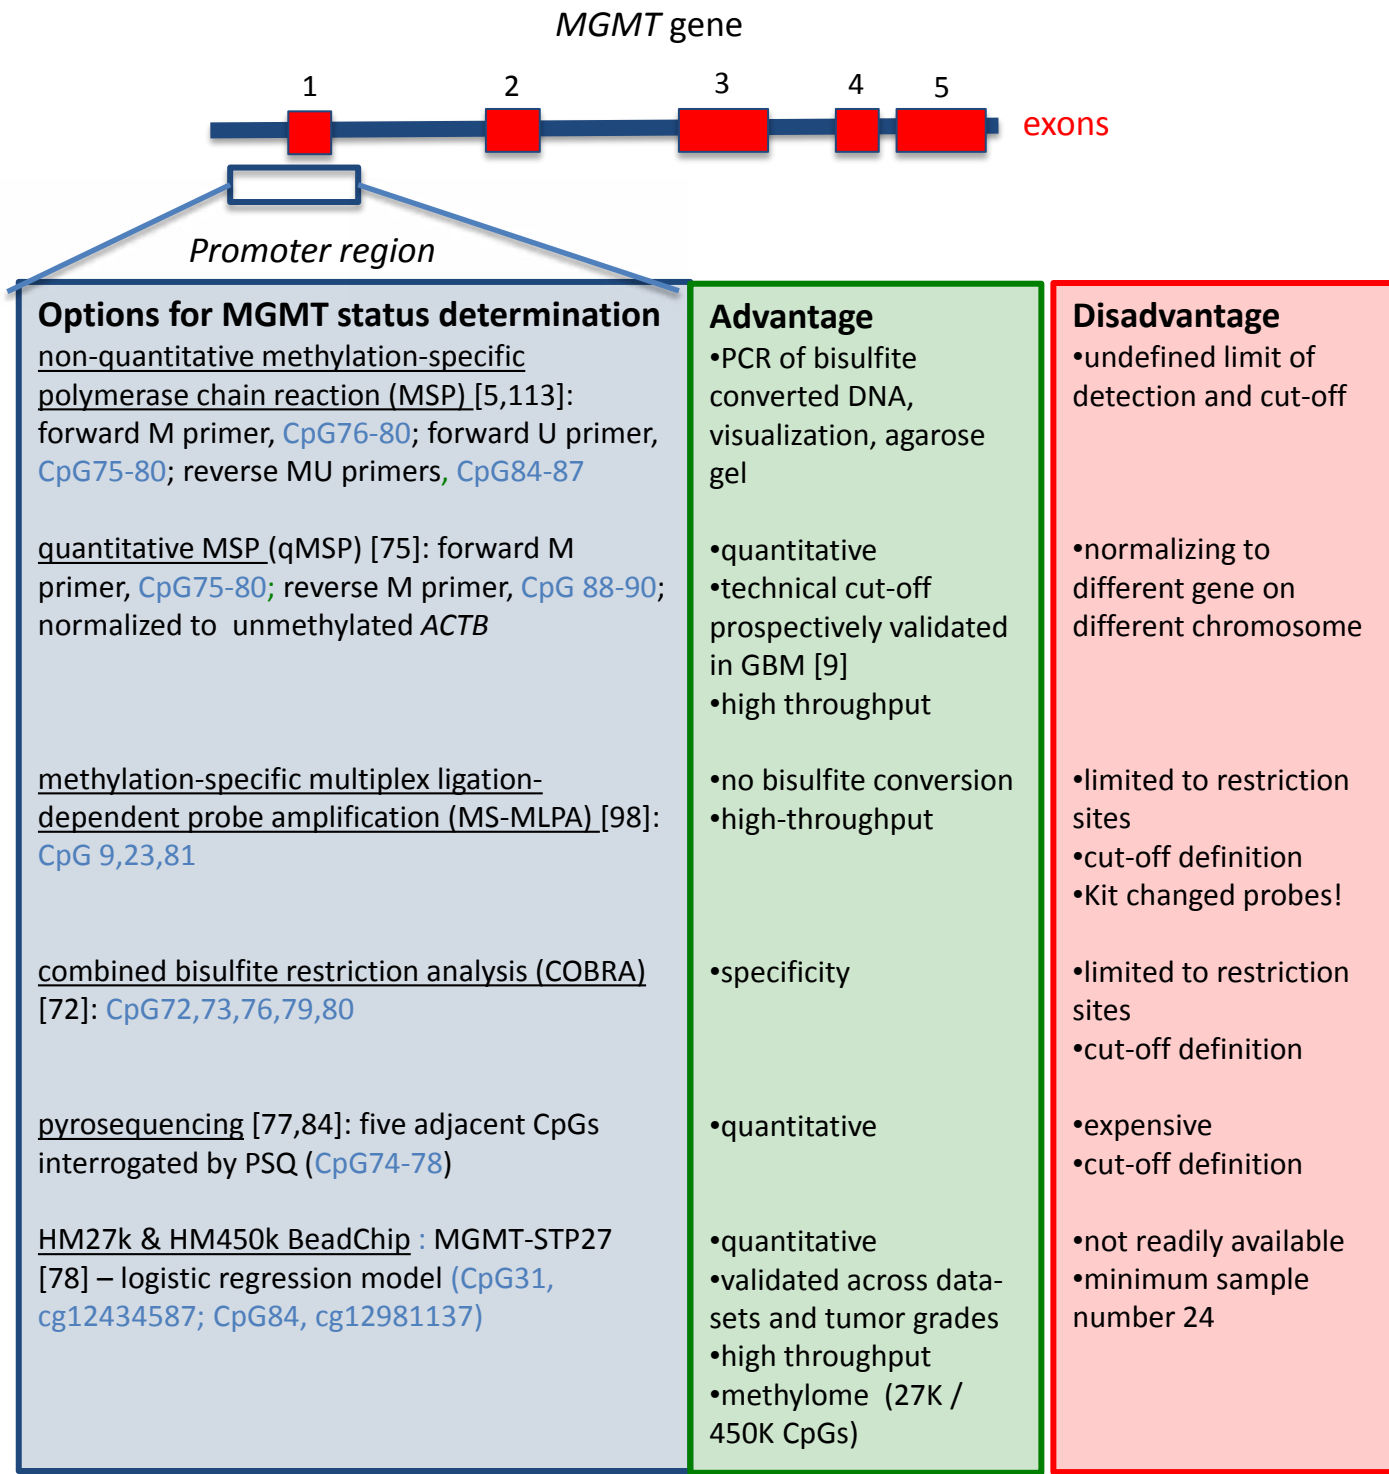 MGMT gene
1 2 3 4 5
exons
Promoter region
Options for MGMT status determination
non-quantitative methylation-specific
polymerase chain reaction (MSP) [5,113]:
forward M primer, CpG76-80; forward U primer,
CpG75-80; reverse MU primers, CpG84-87
quantitative MSP (qMSP) [75]: forward M
primer, CpG75-80; reverse M primer, CpG 88-90;
normalized to unmethylated ACTB
methylation-specific multiplex ligation-
dependent probe amplification (MS-MLPA) [98]:
CpG 9,23,81
combined bisulfite restriction analysis (COBRA)
[72]: CpG72,73,76,79,80
pyrosequencing [77,84]: five adjacent CpGs
interrogated by PSQ (CpG74-78)
HM27k & HM450k BeadChip : MGMT-STP27
[78] – logistic regression model (CpG31,
cg12434587; CpG84, cg12981137)
Advantage
•PCR of bisulfite
converted DNA,
visualization, agarose
gel
•quantitative
•technical cut-off
prospectively validated
in GBM [9]
•high throughput
•no bisulfite conversion
•high-throughput
•specificity
•quantitative
•quantitative
•validated across data-
sets and tumor grades
•high throughput
•methylome (27K /
450K CpGs)
Disadvantage
•undefined limit of
detection and cut-off
•normalizing to
different gene on
different chromosome
•limited to restriction
sites
•cut-off definition
•Kit changed probes!
•limited to restriction
sites
•cut-off definition
•expensive
•cut-off definition
•not readily available
•minimum sample
number 24